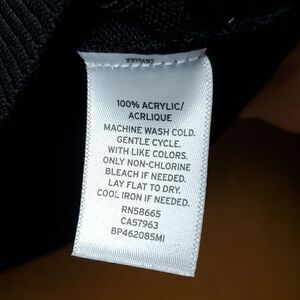 100% ACRYLIC/
ACRLIQUE
MACHINE WASH COLD.
GENTLE CYCLE.
WITH LIKE COLORS.
ONLY NON-CHLORINE
BLEACH IF NEEDED.
LAY FLAT TO DRY.
COOL IRON IF NEEDED.
RN58665
CA57963
BP462085MI